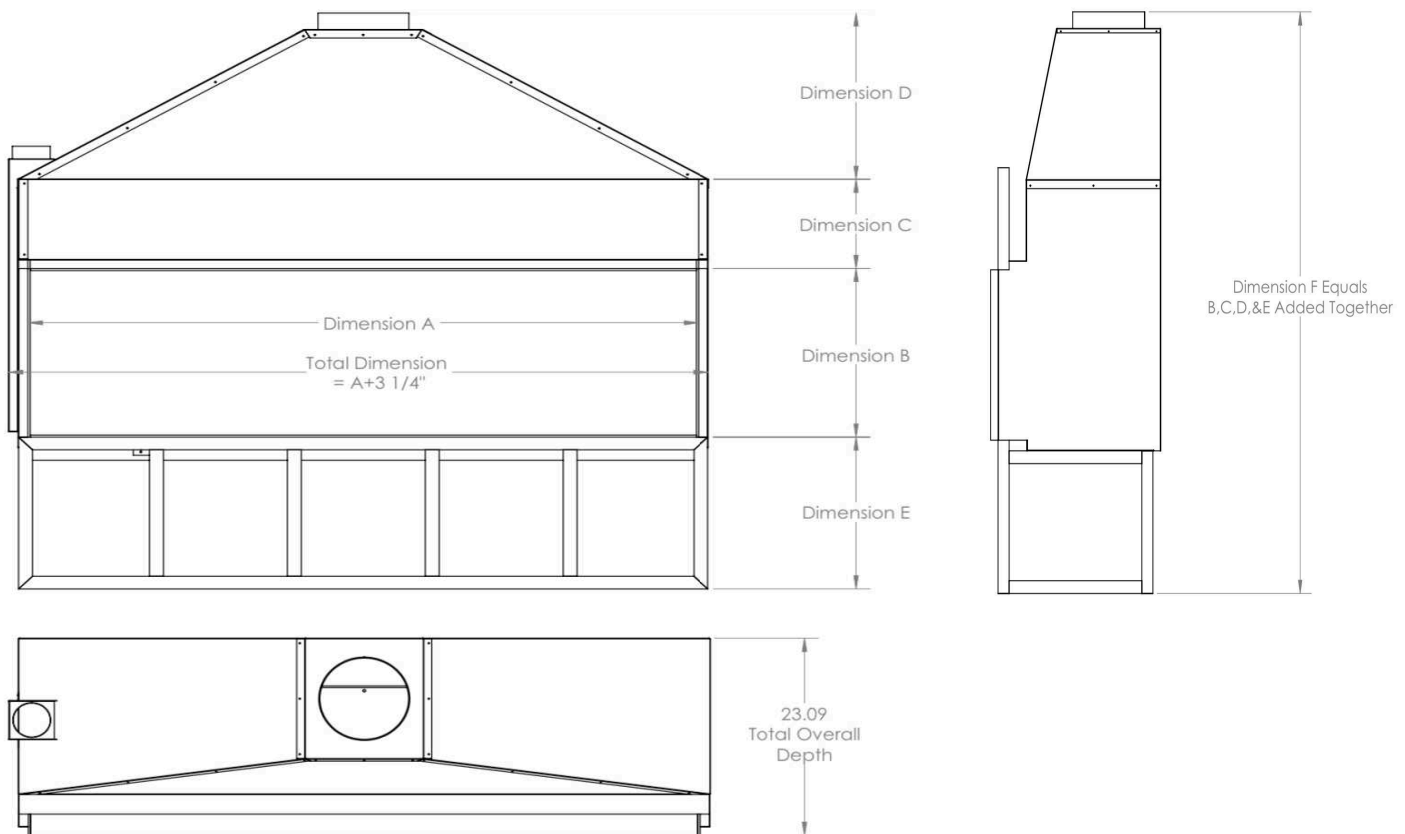 Dimension D
Dimension C
Dimension F Equals
B,C,D,&E Added Together
Dimension A
Dimension B
Total Dimension
= A+3 1/4"
Dimension E
23.09
Total Overall
Depth